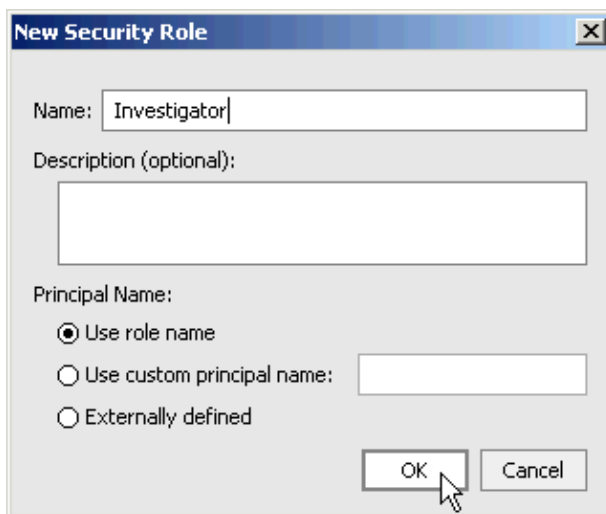 New Security Role
Name: Investigator
Description (optional):
Principal Name:
Use role name
Use custom principal name:
Externally defined
OK Cancel